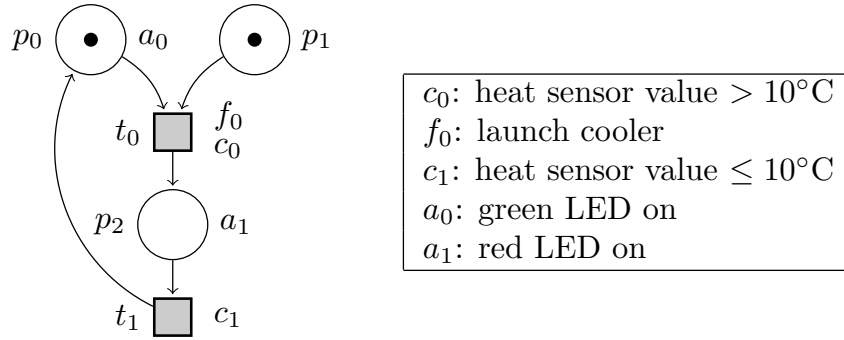 p₀ a₀ p₁
t₀ f₀
c₀
p₂ a₁
t₁ c₁
c₀: heat sensor value > 10°C
f₀: launch cooler
c₁: heat sensor value ≤ 10°C
a₀: green LED on
a₁: red LED on